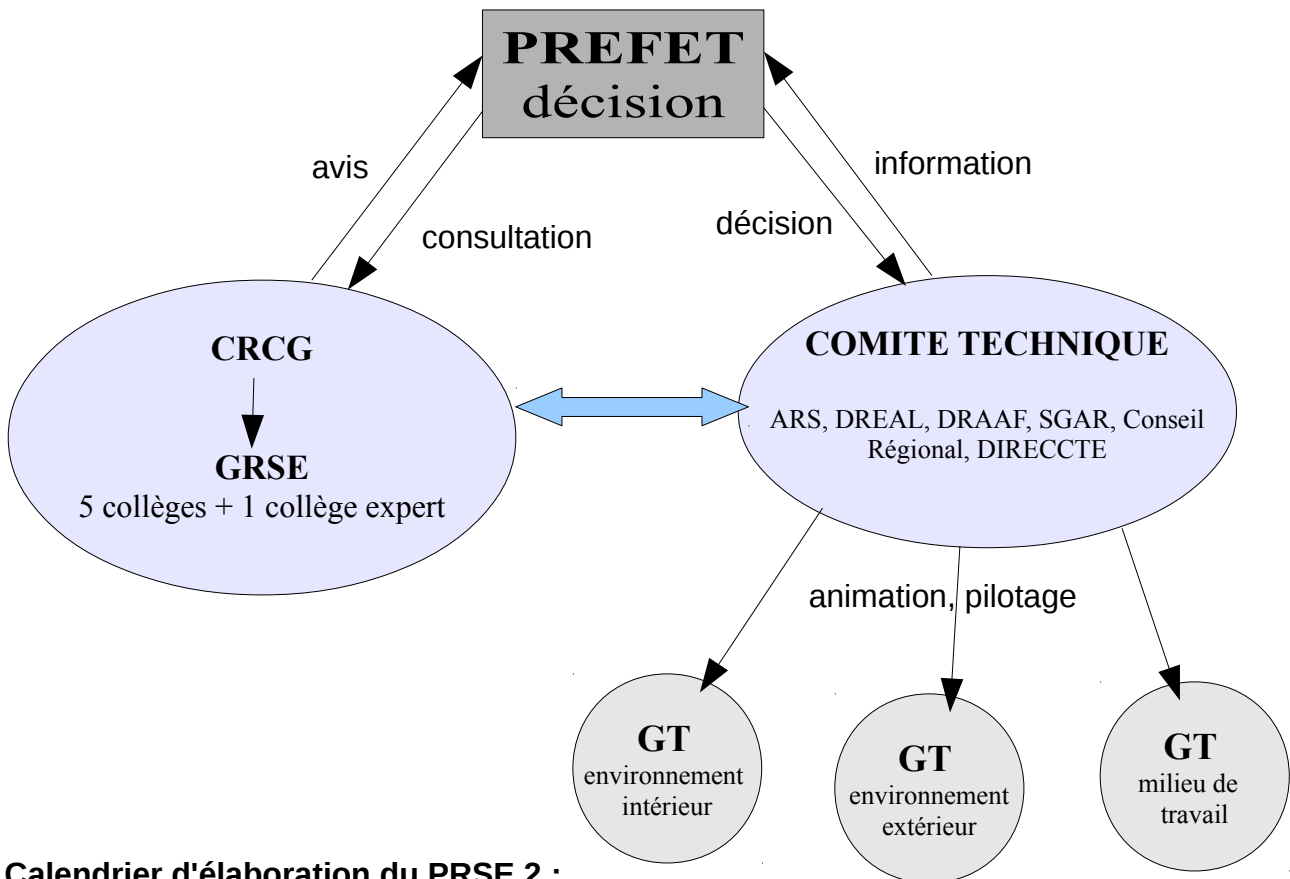 PREFET
décision
avis
information
consultation
décision
CRCG
GRSE
5 collèges + 1 collège expert
COMITE TECHNIQUE
ARS, DREAL, DRAAF, SGAR, Conseil
Régional, DIRECCTE
animation, pilotage
GT
environnement
intérieur
GT
environnement
extérieur
GT
milieu de
travail
Calendrier d'élaboration du PRSE 2 :